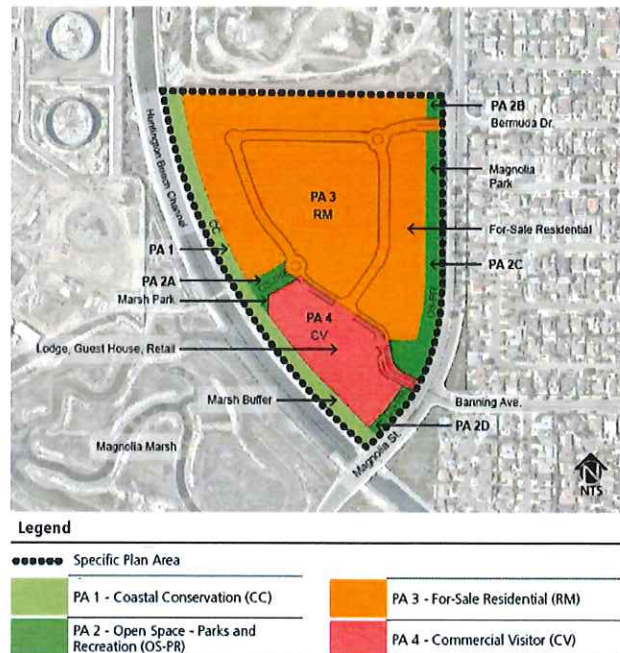 PA 2B
Bermuda Dr.
Huntington Beach Channel
Magnolia
Park
PA 3
RM
For-Sale Residential
CC
PA 1
PA 2A
PA 2C
Marsh Park
OS-PR
PA 4
CV
Lodge, Guest House, Retail
Marsh Buffer
Banning Ave.
Magnolia Marsh
PA 2D
Magnolia St.
N
NTS
Legend
Specific Plan Area
PA 1 - Coastal Conservation (CC)
PA 3 - For-Sale Residential (RM)
PA 2 - Open Space - Parks and
Recreation (OS-PR)
PA 4 - Commercial Visitor (CV)